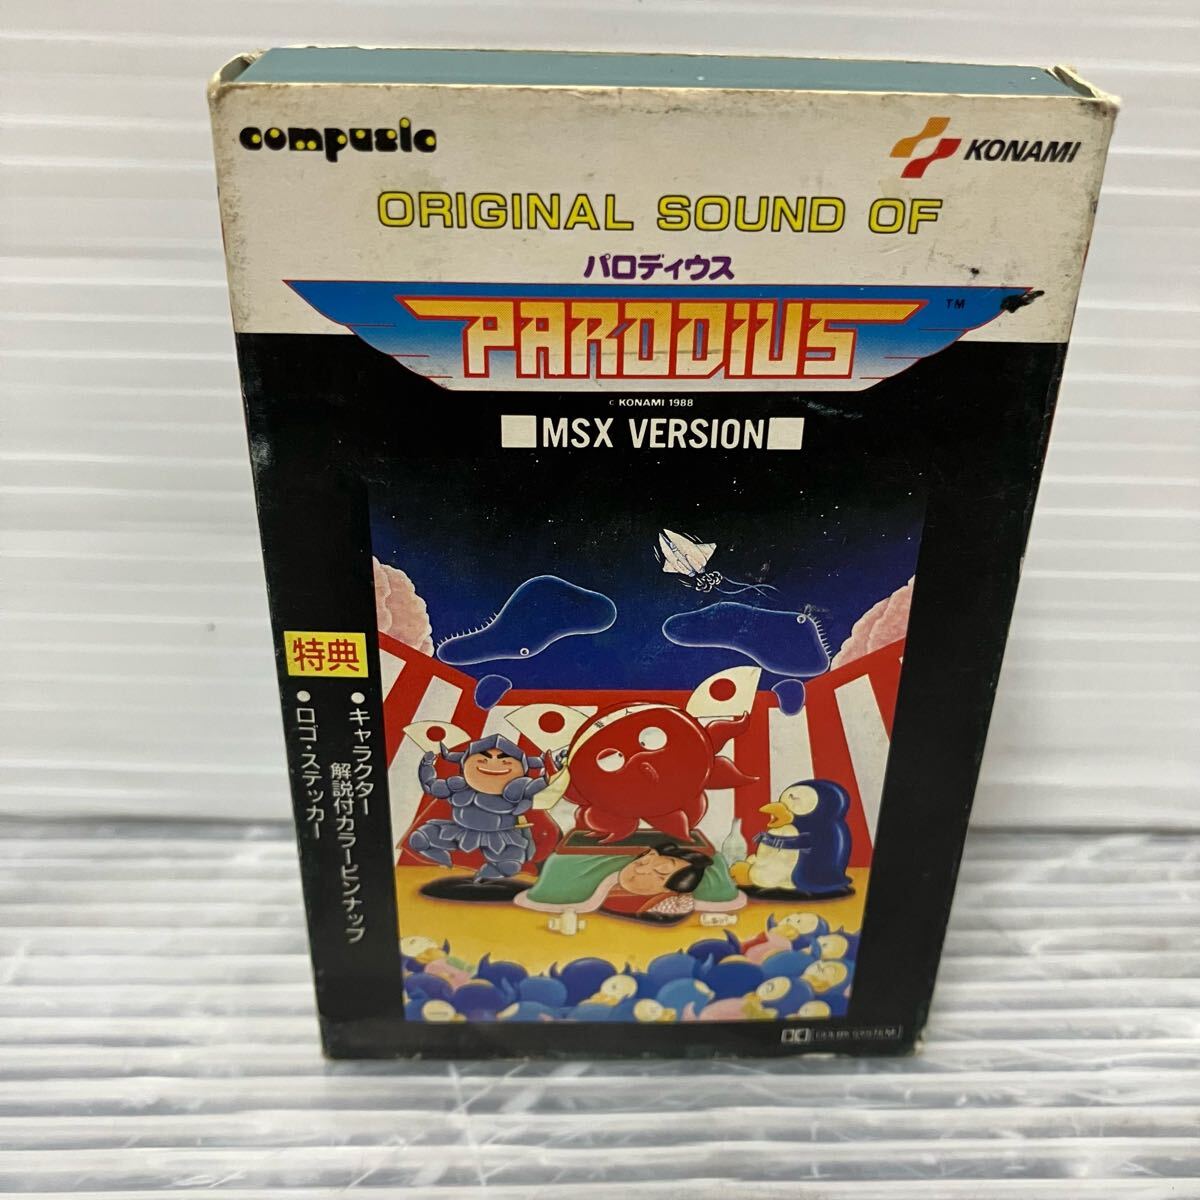 compusic
KONAMI
ORIGINAL SOUND OF
パロディウス
PARODIUS
TM
© KONAMI 1988
MSX VERSION
特典
●キャラクター
解説付カラーピンナップ
●ロゴ・ステッカー
DOLBY SYSTEM